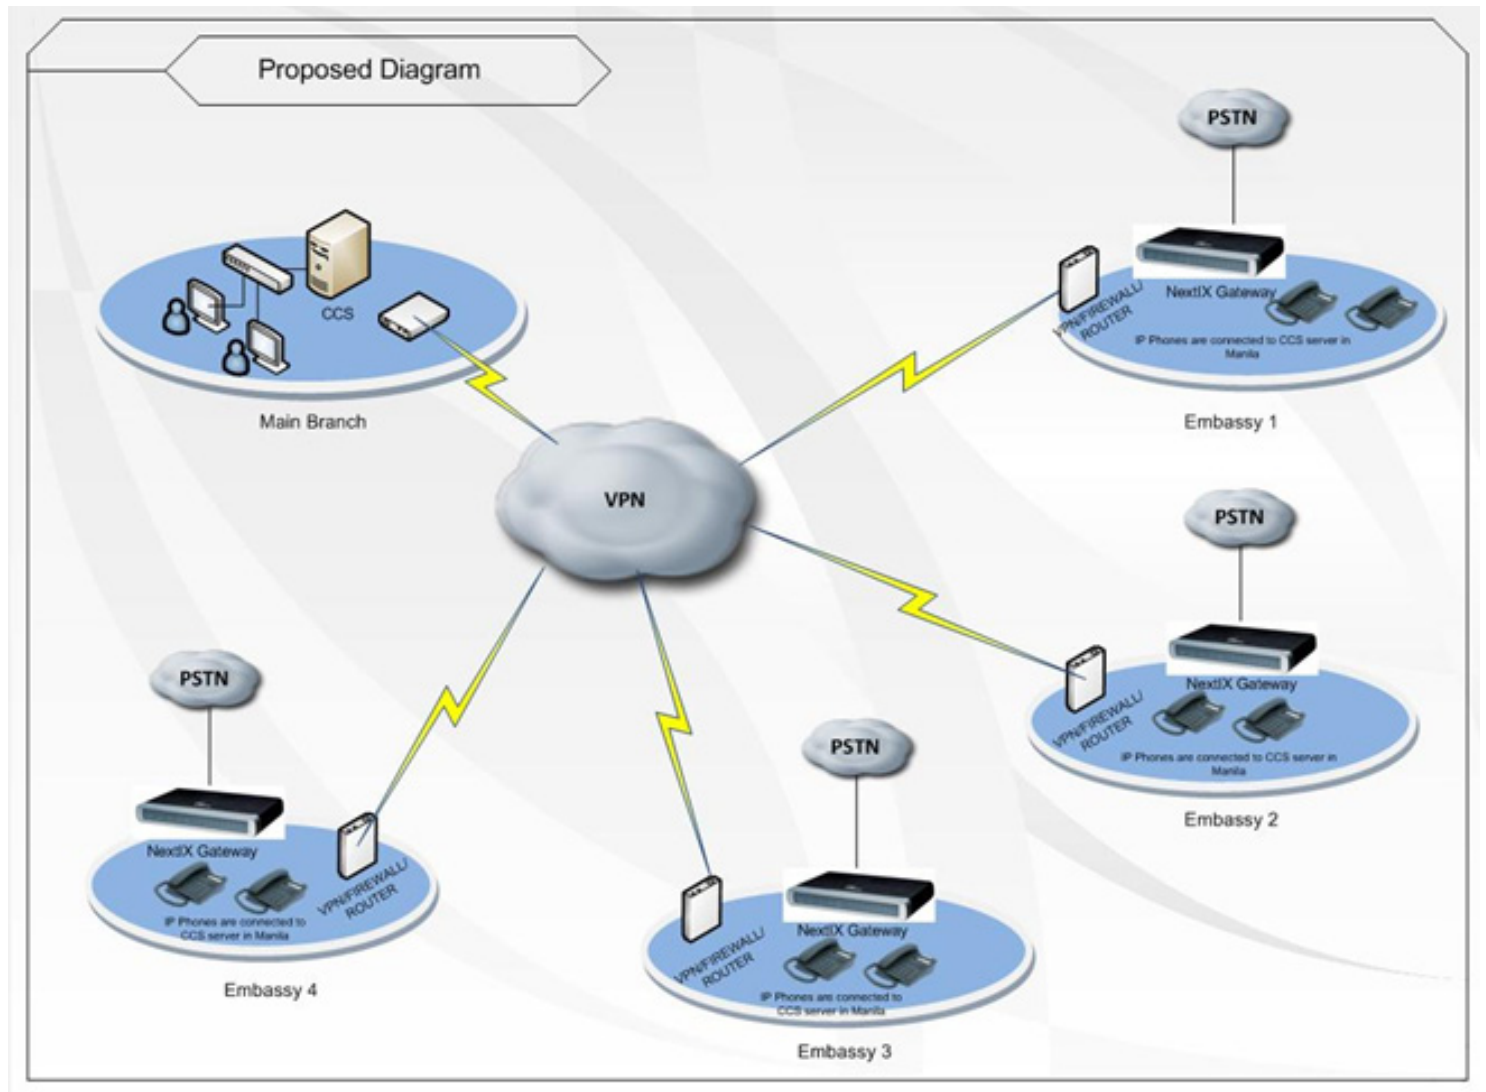 Proposed Diagram
PSTN
NextIX Gateway
VPN/FIREWALL/
ROUTER
IP Phones are connected to CCS server in
Manila
Embassy 1
CCS
Main Branch
VPN
PSTN
NextIX Gateway
VPN/FIREWALL/
ROUTER
IP Phones are connected to CCS server in
Manila
Embassy 2
PSTN
NextIX Gateway
VPN/FIREWALL/
ROUTER
IP Phones are connected to
CCS server in Manila
Embassy 4
PSTN
NextIX Gateway
VPN/FIREWALL/
ROUTER
IP Phones are connected to
CCS server in Manila
Embassy 3